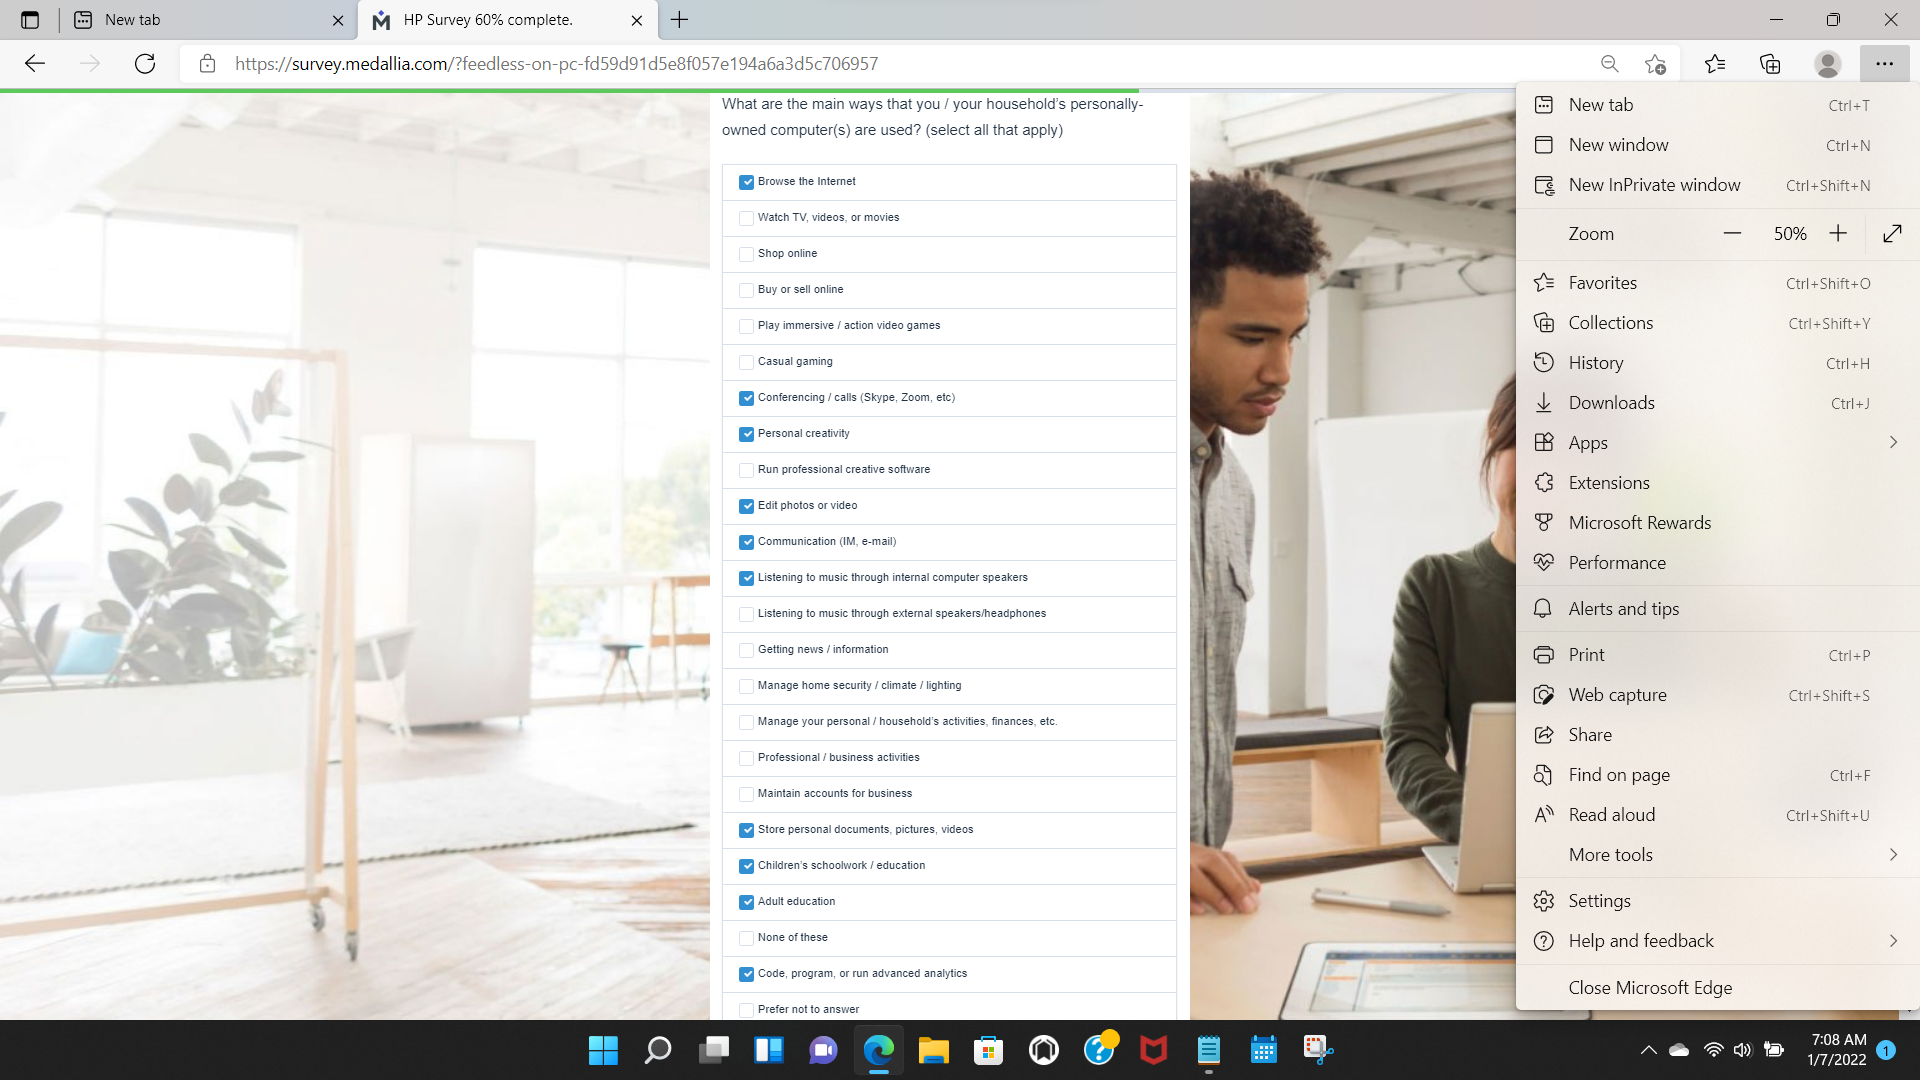 New tab
HP Survey 60% complete.
https://survey.medallia.com/?feedless-on-pc-fd59d91d5e8f057e194a6a3d5c706957
What are the main ways that you / your household's personally-
owned computer(s) are used? (select all that apply)
Browse the Internet
Watch TV, videos, or movies
Shop online
Buy or sell online
Play immersive / action video games
Casual gaming
Conferencing / calls (Skype, Zoom, etc)
Personal creativity
Run professional creative software
Edit photos or video
Communication (IM, e-mail)
Listening to music through internal computer speakers
Listening to music through external speakers/headphones
Getting news / information
Manage home security / climate / lighting
Manage your personal / household's activities, finances, etc.
Professional / business activities
Maintain accounts for business
Store personal documents, pictures, videos
Children's schoolwork / education
Adult education
None of these
Code, program, or run advanced analytics
Prefer not to answer
New tab Ctrl+T
New window Ctrl+N
New InPrivate window Ctrl+Shift+N
Zoom 50%
Favorites Ctrl+Shift+O
Collections Ctrl+Shift+Y
History Ctrl+H
Downloads Ctrl+J
Apps
Extensions
Microsoft Rewards
Performance
Alerts and tips
Print Ctrl+P
Web capture Ctrl+Shift+S
Share
Find on page Ctrl+F
Read aloud Ctrl+Shift+U
More tools
Settings
Help and feedback
Close Microsoft Edge
7:08 AM
1/7/2022
1